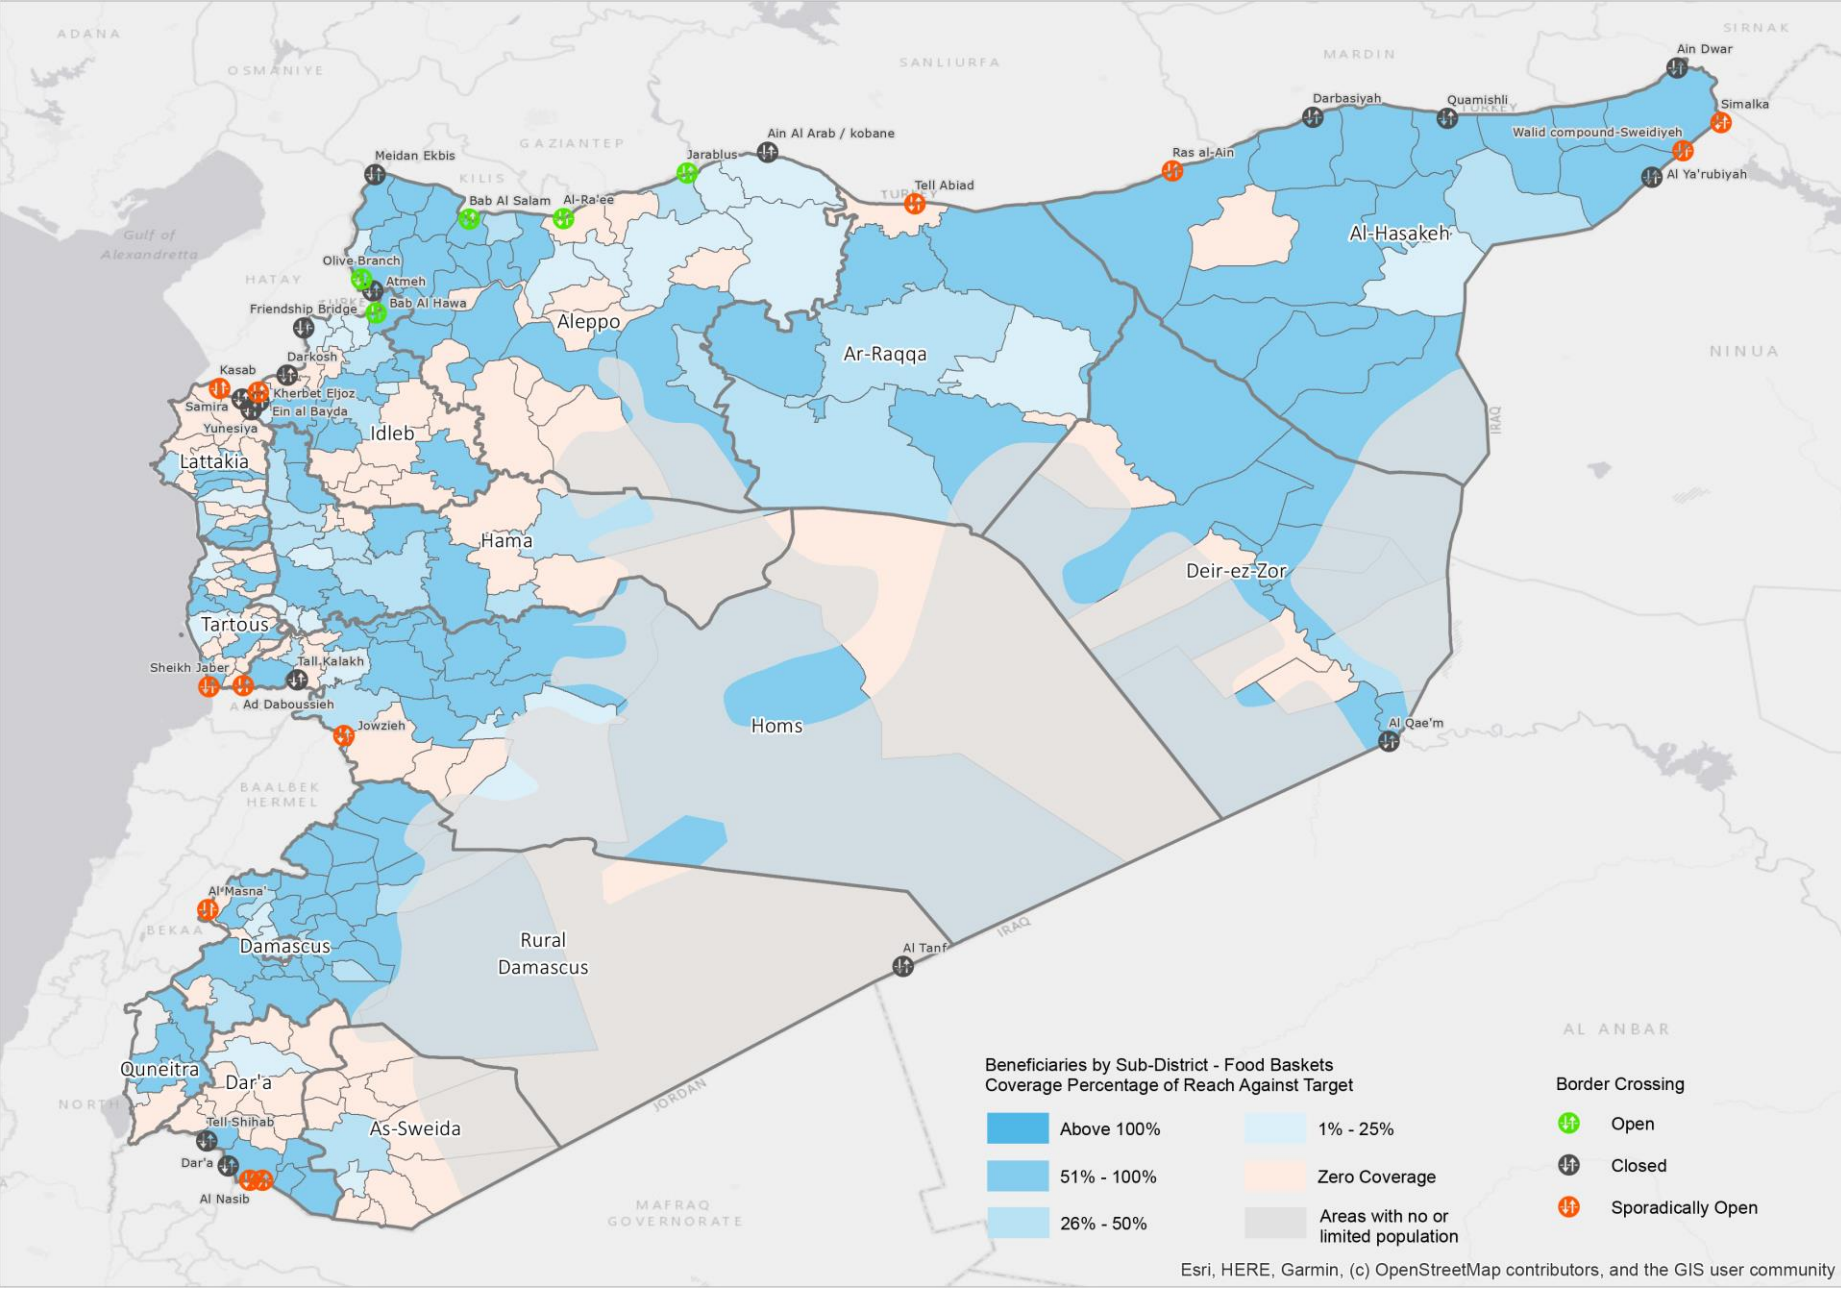 ADANA
OSMANIYE
SANLIURFA
MARDIN
SIRNAK
Ain Dwar
Simalka
Darbasiyah
Quamishli
TURKEY
Walid compound-Sweidiyeh
Al Ya'rubiyah
Ras al-Ain
TURKEY
Tell Abiad
Ain Al Arab / kobane
Jarablus
GAZIANTEP
Meidan Ekbis
KILIS
Bab Al Salam
Al-Ra'ee
Gulf of
Alexandretta
Olive Branch
Atmeh
HATAY
Bab Al Hawa
Friendship Bridge
Al-Hasakeh
Aleppo
Ar-Raqqa
NINUA
Darkosh
Kasab
Kherbet Eljoz
Samira
Ein al Bayda
Yunesiya
Idleb
Lattakia
IRAQ
Hama
Deir-ez-Zor
Tartous
Sheikh Jaber
Tall Kalakh
Ad Daboussieh
Jowzieh
Homs
Al Qae'm
BAALBEK
HERMEL
Al Masna'
BEKAA
Damascus
Rural
Damascus
Al Tanf
IRAQ
Quneitra
Dar'a
NORTH
Tell Shihab
As-Sweida
JORDAN
Dar'a
Al Nasib
MAFRAQ
GOVERNORATE
AL ANBAR
Beneficiaries by Sub-District - Food Baskets
Coverage Percentage of Reach Against Target
Above 100%
51% - 100%
26% - 50%
1% - 25%
Zero Coverage
Areas with no or
limited population
Border Crossing
Open
Closed
Sporadically Open
Esri, HERE, Garmin, (c) OpenStreetMap contributors, and the GIS user community